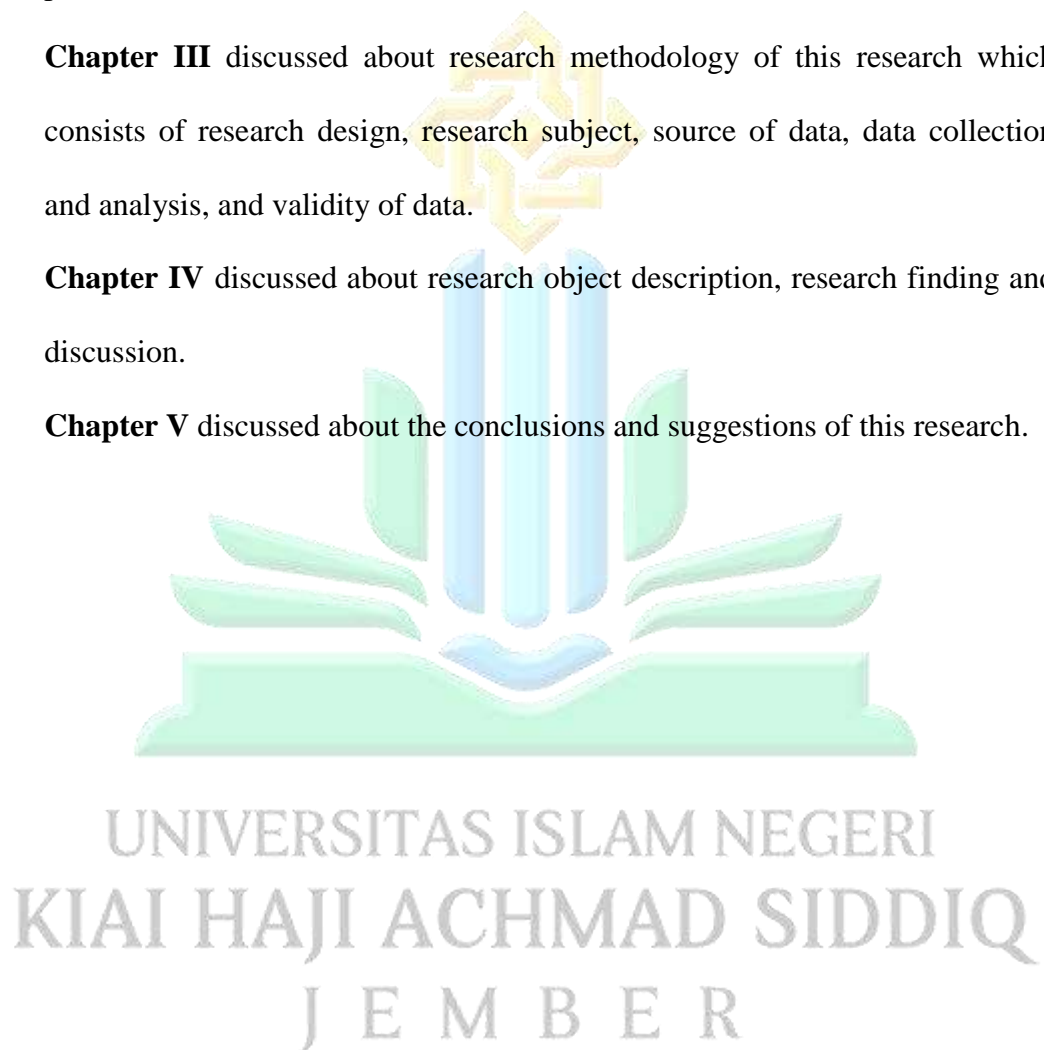 Chapter III discussed about research methodology of this research which
consists of research design, research subject, source of data, data collection
and analysis, and validity of data.
Chapter IV discussed about research object description, research finding and
discussion.
Chapter V discussed about the conclusions and suggestions of this research.
UNIVERSITAS ISLAM NEGERI
KIAI HAJI ACHMAD SIDDIQ
JEMBER